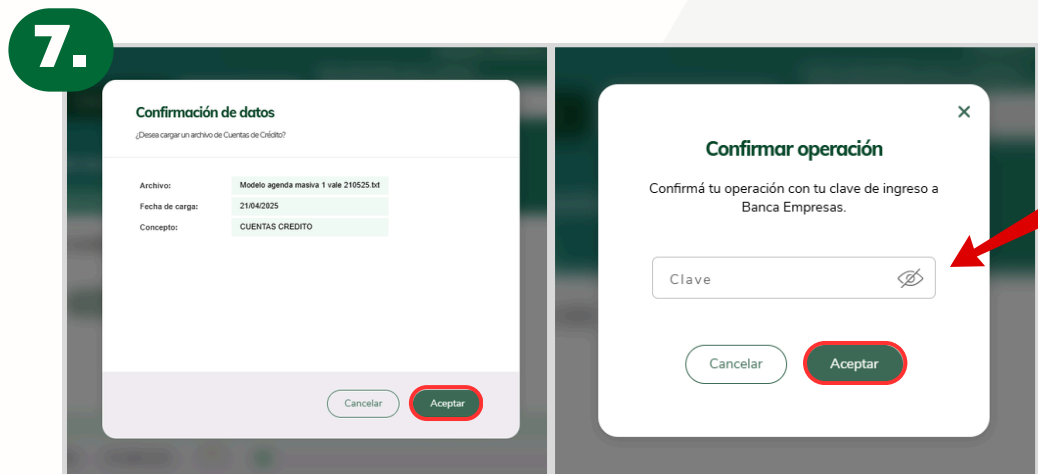 7.
Confirmación de datos
¿Desea cargar un archivo de Cuentas de Crédito?
Archivo: Modelo agenda masiva 1 vale 210525.txt
Fecha de carga: 21/04/2025
Concepto: CUENTAS CREDITO
Cancelar Aceptar
Confirmar operación
Confirmá tu operación con tu clave de ingreso a
Banca Empresas.
Clave
Cancelar Aceptar